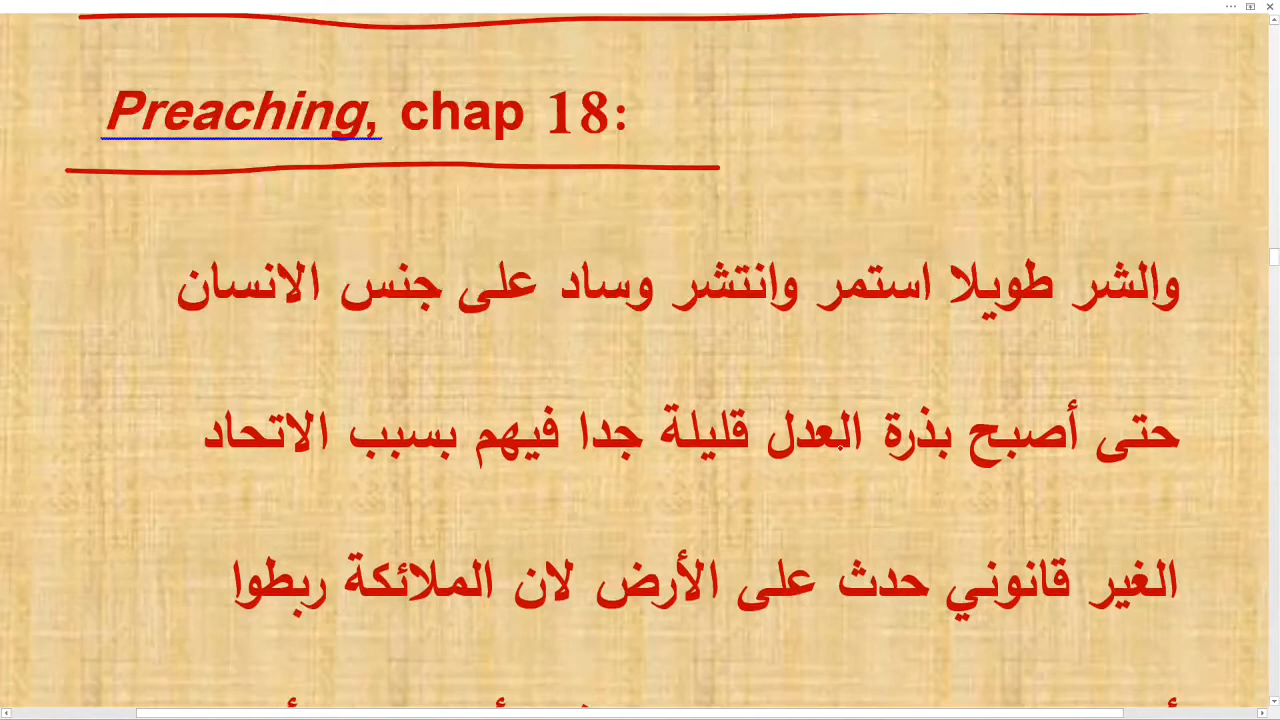 Preaching, chap 18:
والشر طويلا استمر وانتشر وساد على جنس الانسان
حتى أصبح بذرة العدل قليلة جدا فيهم بسبب الاتحاد
الغير قانوني حدث على الأرض لان الملائكة ربطوا